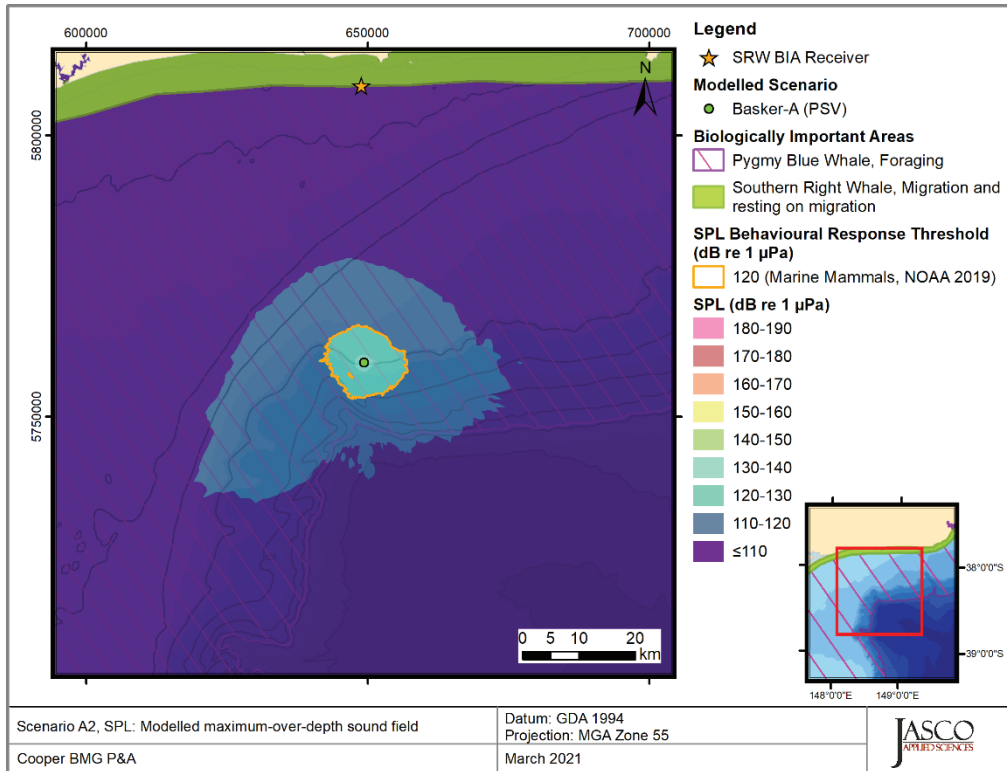 600000
650000
700000
5800000
5750000
N
0 5 10 20
km
Legend
SRW BIA Receiver
Modelled Scenario
Basker-A (PSV)
Biologically Important Areas
Pygmy Blue Whale, Foraging
Southern Right Whale, Migration and
resting on migration
SPL Behavioural Response Threshold
(dB re 1 µPa)
120 (Marine Mammals, NOAA 2019)
SPL (dB re 1 µPa)
180-190
170-180
160-170
150-160
140-150
130-140
120-130
110-120
≤110
38°0'0"S
39°0'0"S
148°0'0"E 149°0'0"E
Scenario A2, SPL: Modelled maximum-over-depth sound field
Datum: GDA 1994
Projection: MGA Zone 55
Cooper BMG P&A
March 2021
JASCO
APPLIED SCIENCES